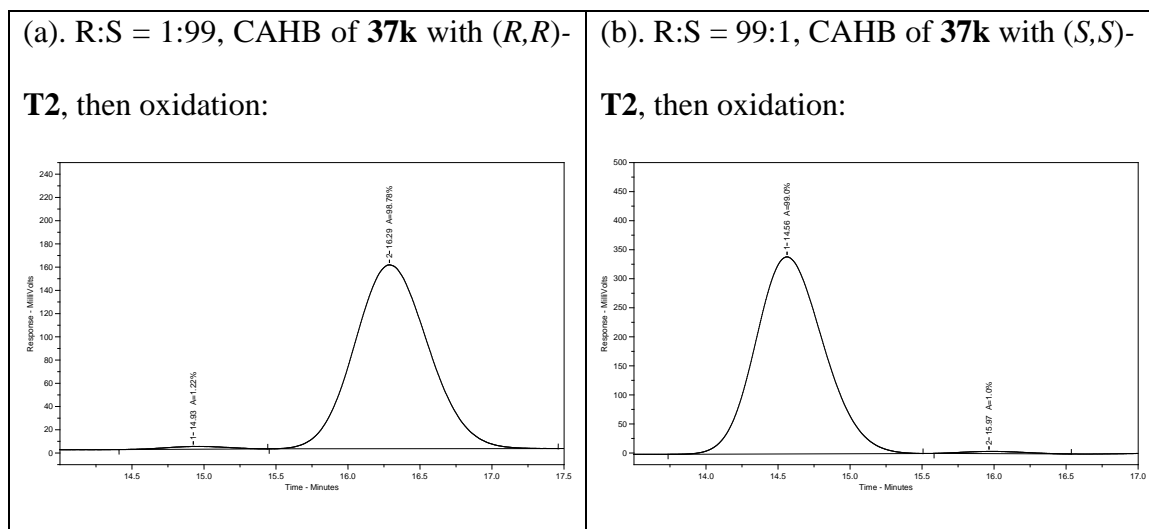 (a). R:S = 1:99, CAHB of 37k with (R,R)-
T2, then oxidation:
240
220
200
180
160
140
120
100
80
60
40
20
0
Response - MilliVolts
1- 14.93 A=1.22%
2- 16.29 A=98.78%
14.5 15.0 15.5 16.0 16.5 17.0 17.5
Time - Minutes
(b). R:S = 99:1, CAHB of 37k with (S,S)-
T2, then oxidation:
500
450
400
350
300
250
200
150
100
50
0
Response - MilliVolts
1- 14.56 A=99.0%
2- 15.97 A=1.0%
14.0 14.5 15.0 15.5 16.0 16.5 17.0
Time - Minutes